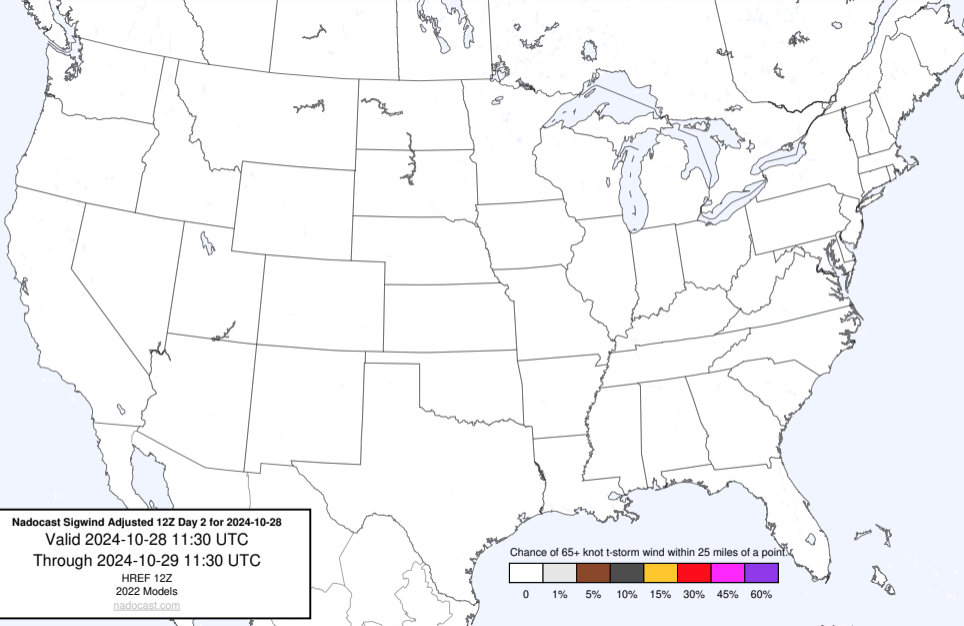 Nadocast Sigwind Adjusted 12Z Day 2 for 2024-10-28
Valid 2024-10-28 11:30 UTC
Through 2024-10-29 11:30 UTC
HREF 12Z
2022 Models
nadocast.com
Chance of 65+ knot t-storm wind within 25 miles of a point.
0 1% 5% 10% 15% 30% 45% 60%